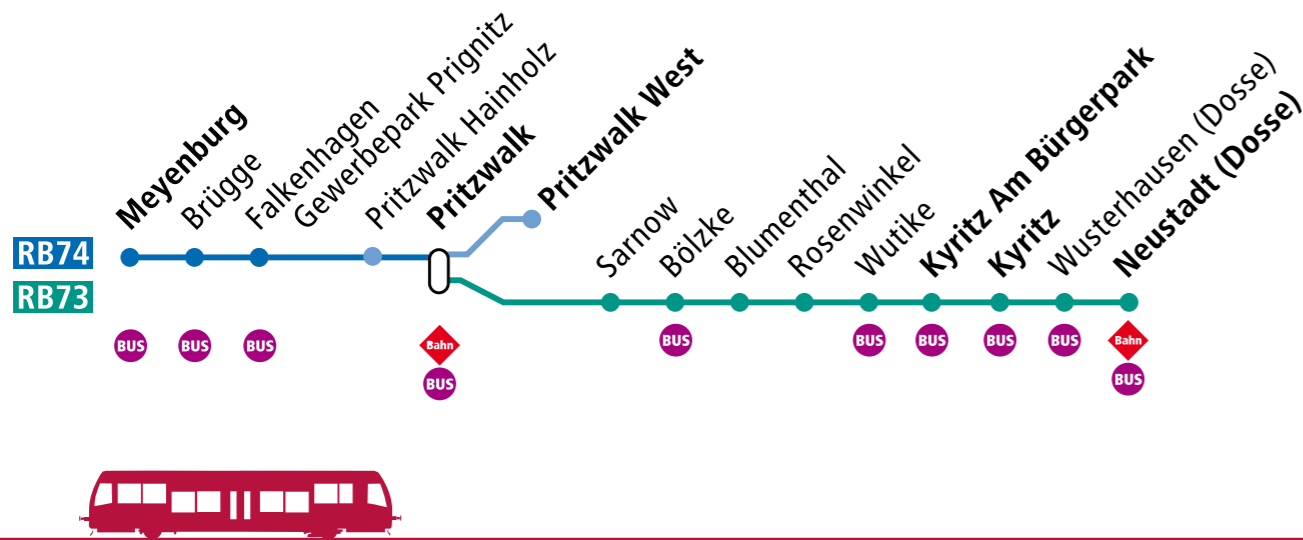 Meyenburg
Brügge
Falkenhagen
Gewerbepark Prignitz
Pritzwalk Hainholz
Pritzwalk
Pritzwalk West
Sarnow
Bölzke
Blumenthal
Rosenwinkel
Wutike
Kyritz Am Bürgerpark
Kyritz
Wusterhausen (Dosse)
Neustadt (Dosse)
RB74
RB73
BUS
BUS
BUS
Bahn
BUS
BUS
BUS
BUS
BUS
BUS
Bahn
BUS